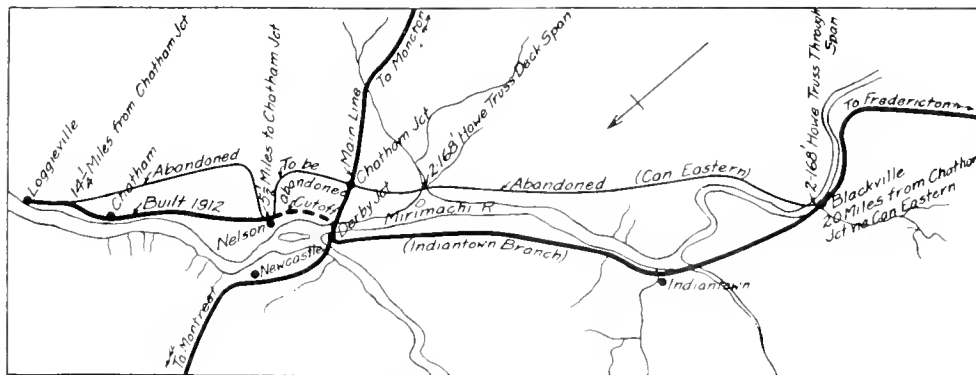 Loggieville
14¼ Miles from Chatham Jct
Chatham
Abandoned
Built 1912
Nelson
5¾ Miles to Chatham Jct
To be
abandoned
Cutoff
Newcastle
To Montreal
Main Line
To Moncton
Chatham Jct
Derby Jct
2-168' Howe Truss Deck Span
Mirimachi R
(Indiantown Branch)
Abandoned
(Can Eastern)
Indiantown
2-168' Howe Truss Through
Span
To Fredericton
Blackville
20 Miles from Chatham
Jct via Can Eastern